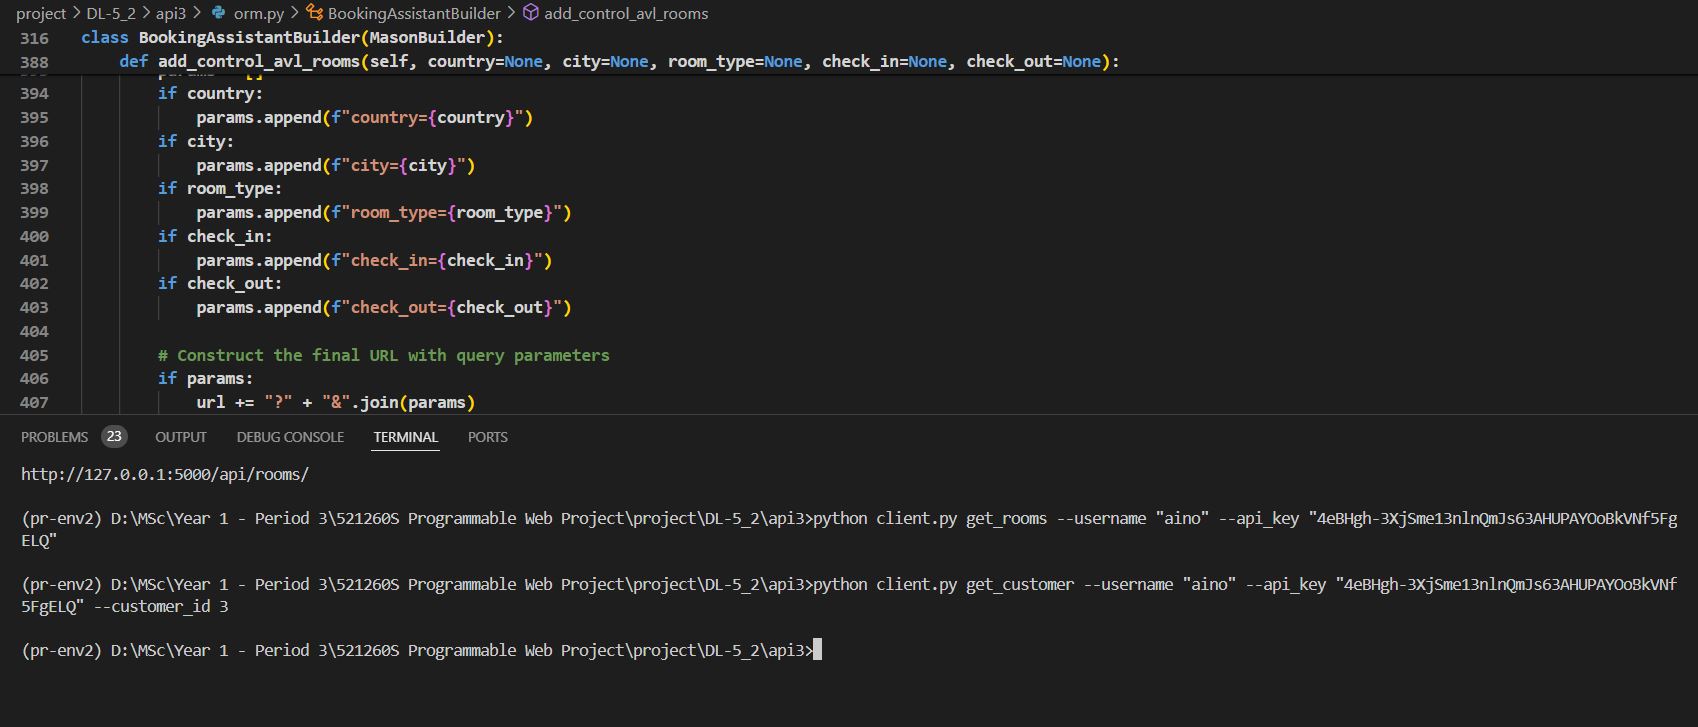 project > DL-5_2 > api3 > orm.py > BookingAssistantBuilder > add_control_avl_rooms
316 class BookingAssistantBuilder(MasonBuilder):
388 def add_control_avl_rooms(self, country=None, city=None, room_type=None, check_in=None, check_out=None):
394 if country:
395 params.append(f"country={country}")
396 if city:
397 params.append(f"city={city}")
398 if room_type:
399 params.append(f"room_type={room_type}")
400 if check_in:
401 params.append(f"check_in={check_in}")
402 if check_out:
403 params.append(f"check_out={check_out}")
404
405 # Construct the final URL with query parameters
406 if params:
407 url += "?" + "&".join(params)
PROBLEMS 23 OUTPUT DEBUG CONSOLE TERMINAL PORTS
http://127.0.0.1:5000/api/rooms/
(pr-env2) D:\MSc\Year 1 - Period 3\521260S Programmable Web Project\project\DL-5_2\api3>python client.py get_rooms --username "aino" --api_key "4eBHgh-3XjSme13nlnQmJs63AHUPAYOoBkVNf5Fg
ELQ"
(pr-env2) D:\MSc\Year 1 - Period 3\521260S Programmable Web Project\project\DL-5_2\api3>python client.py get_customer --username "aino" --api_key "4eBHgh-3XjSme13nlnQmJs63AHUPAYOoBkVNf
5FgELQ" --customer_id 3
(pr-env2) D:\MSc\Year 1 - Period 3\521260S Programmable Web Project\project\DL-5_2\api3>